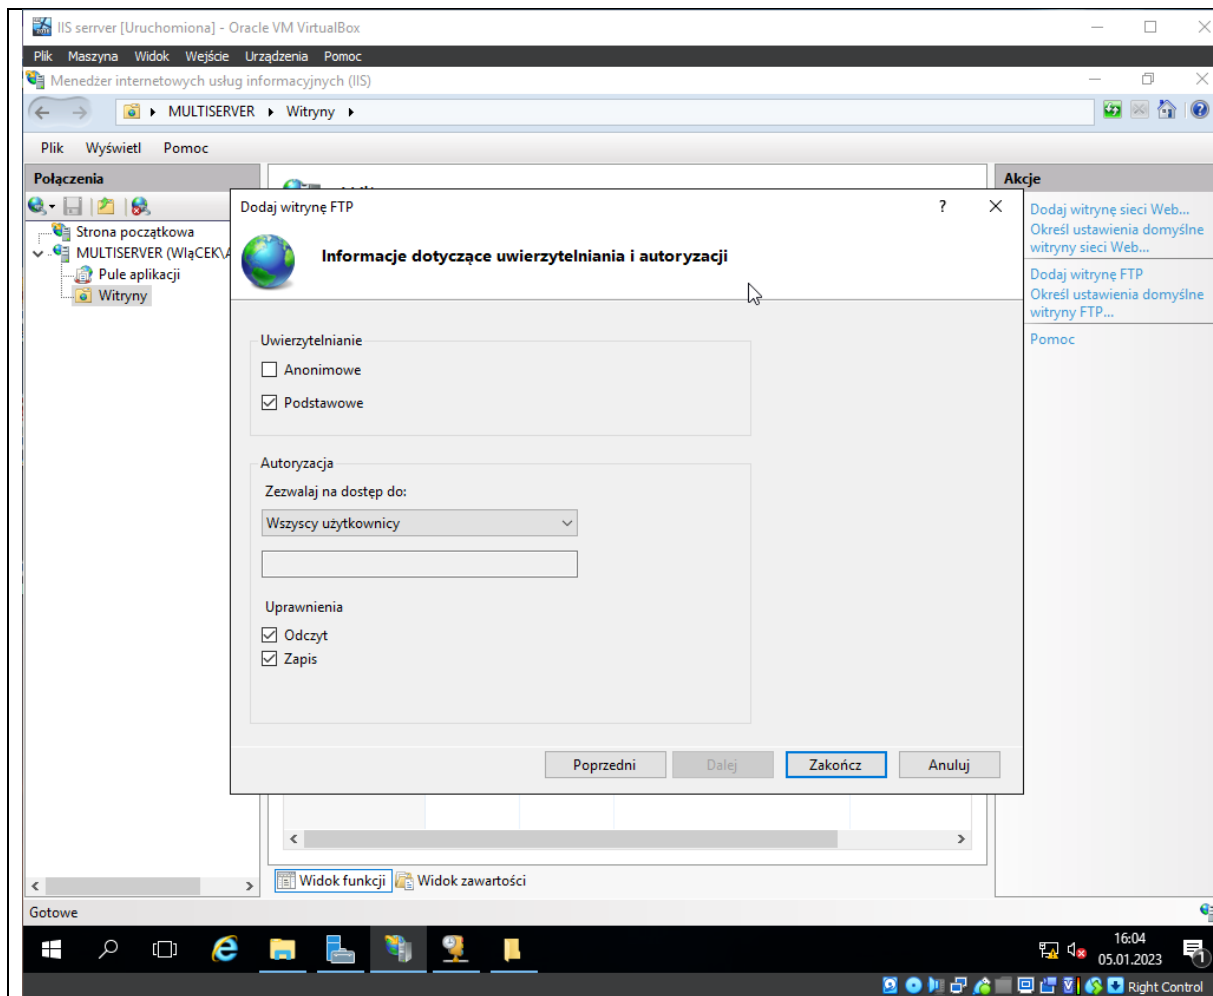 IIS serrver [Uruchomiona] - Oracle VM VirtualBox
Plik Maszyna Widok Wejście Urządzenia Pomoc
Menedżer internetowych usług informacyjnych (IIS)
MULTISERVER Witryny
Plik Wyświetl Pomoc
Połączenia
Strona początkowa
MULTISERVER (WIąCEK\A
Pule aplikacji
Witryny
Dodaj witrynę FTP
?
Informacje dotyczące uwierzytelniania i autoryzacji
Uwierzytelnianie
Anonimowe
Podstawowe
Autoryzacja
Zezwalaj na dostęp do:
Wszyscy użytkownicy
Uprawnienia
Odczyt
Zapis
Poprzedni Dalej Zakończ Anuluj
Widok funkcji Widok zawartości
Akcje
Dodaj witrynę sieci Web...
Określ ustawienia domyślne
witryny sieci Web...
Dodaj witrynę FTP
Określ ustawienia domyślne
witryny FTP...
Pomoc
Gotowe
16:04
05.01.2023
1
Right Control